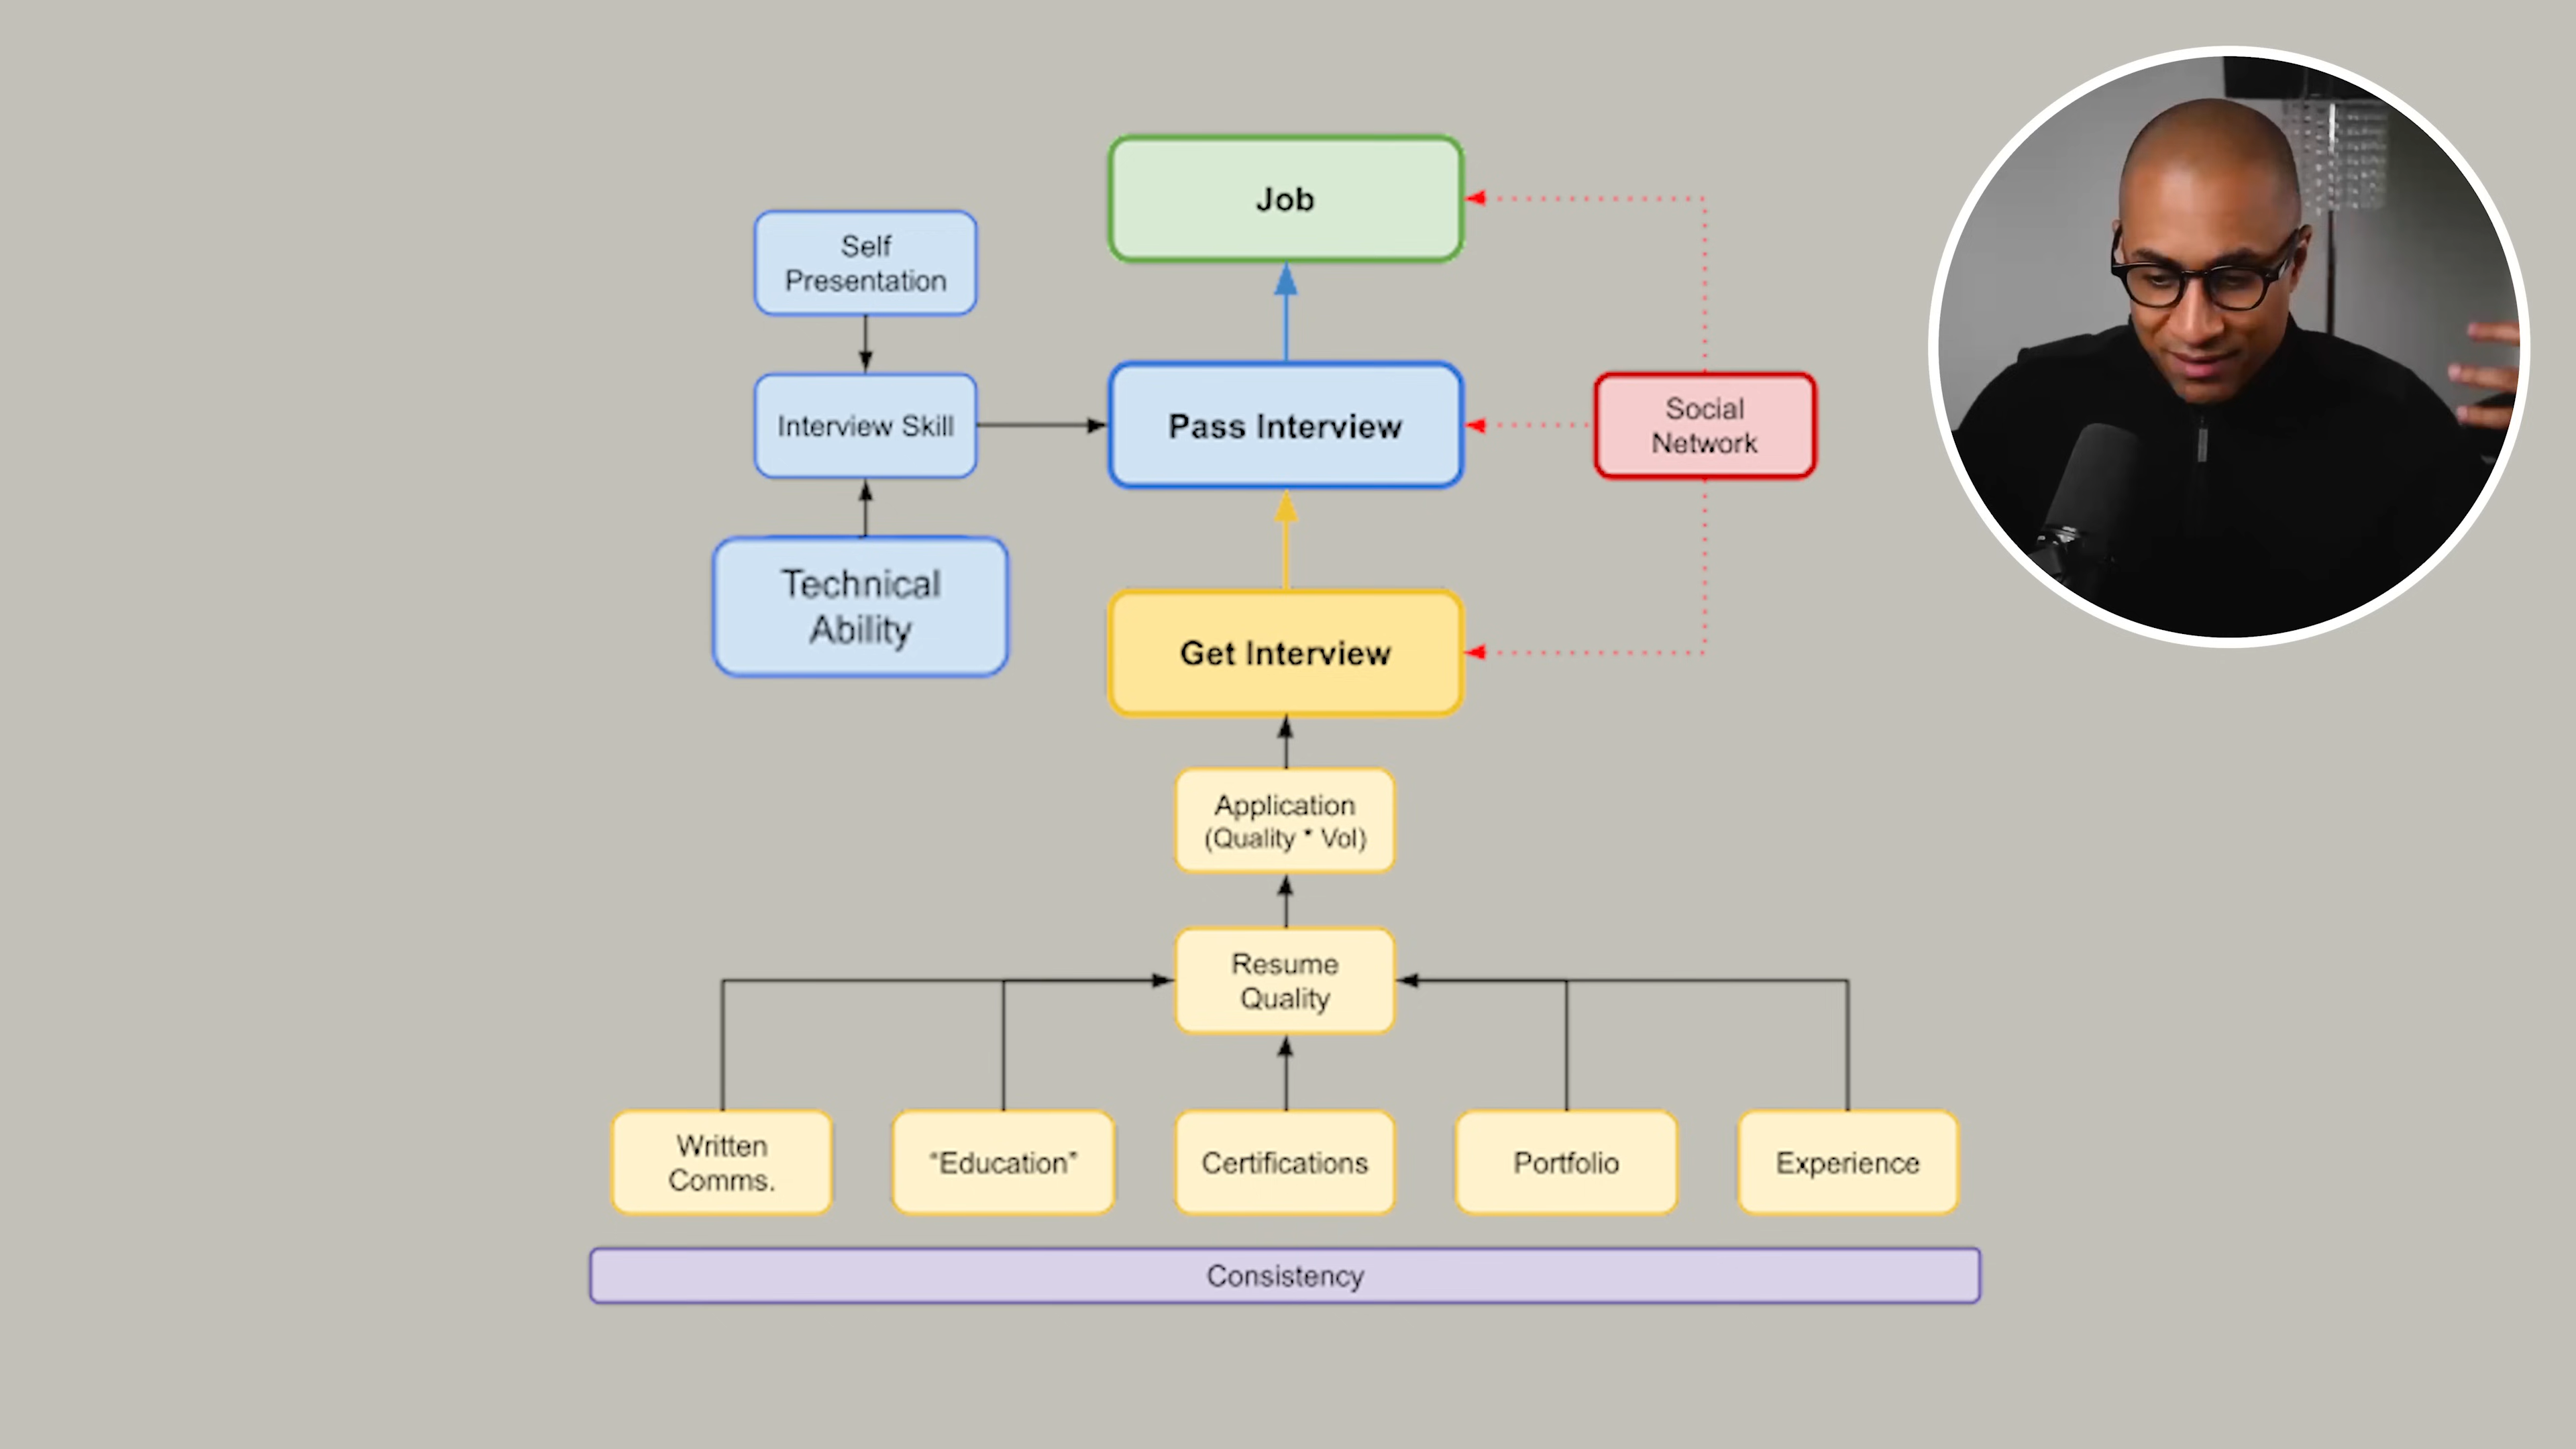 Job
Self
Presentation
Interview Skill
Pass Interview
Social
Network
Technical
Ability
Get Interview
Application
(Quality * Vol)
Resume
Quality
Written
Comms.
“Education”
Certifications
Portfolio
Experience
Consistency